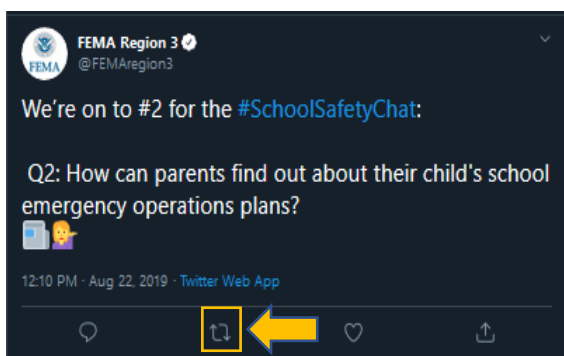 FEMA Region 3
@FEMAregion3
FEMA
We're on to #2 for the #SchoolSafetyChat:
Q2: How can parents find out about their child's school
emergency operations plans?
12:10 PM · Aug 22, 2019 · Twitter Web App